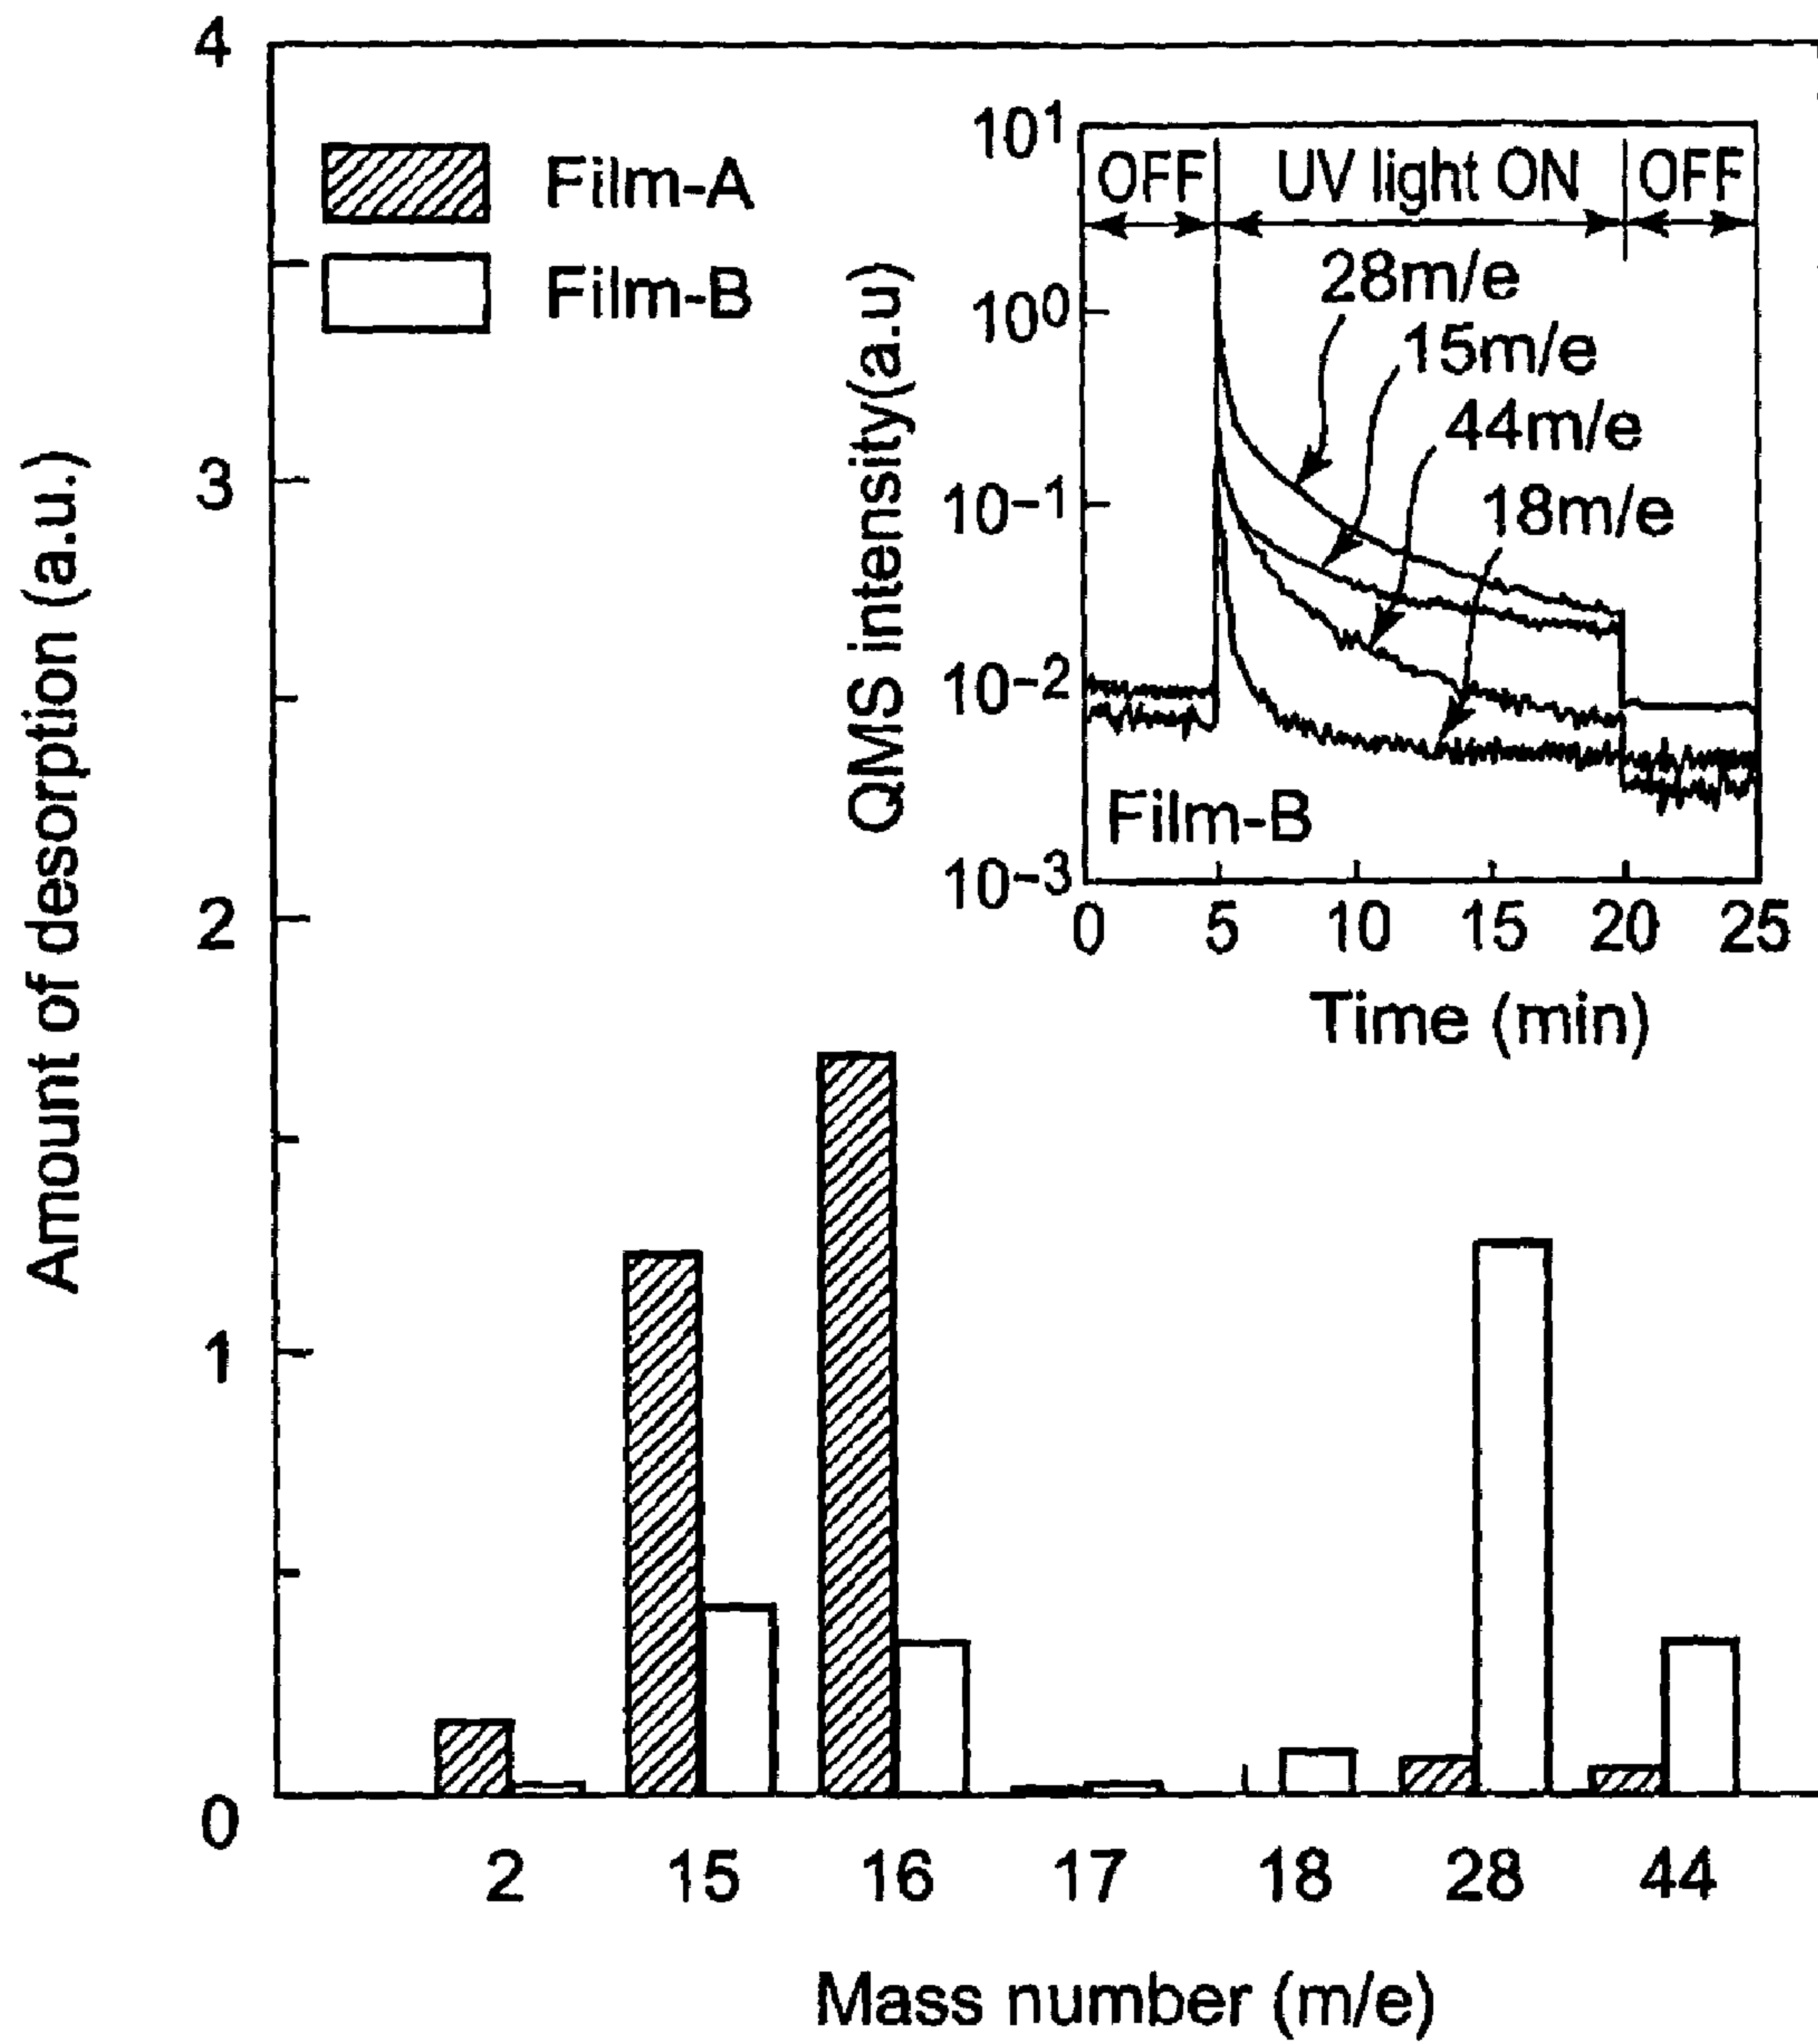 Amount of desorption (a.u.)
4
3
2
1
0
Film-A
Film-B
QMS intensity(a.u)
10¹
10⁰
10⁻¹
10⁻²
10⁻³
OFF UV light ON OFF
28m/e
15m/e
44m/e
18m/e
Film-B
0 5 10 15 20 25
Time (min)
2 15 16 17 18 28 44
Mass number (m/e)